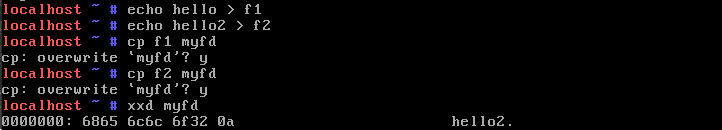 localhost ~ # echo hello > f1
localhost ~ # echo hello2 > f2
localhost ~ # cp f1 myfd
cp: overwrite ‘myfd’? y
localhost ~ # cp f2 myfd
cp: overwrite ‘myfd’? y
localhost ~ # xxd myfd
0000000: 6865 6c6c 6f32 0a                        hello2.